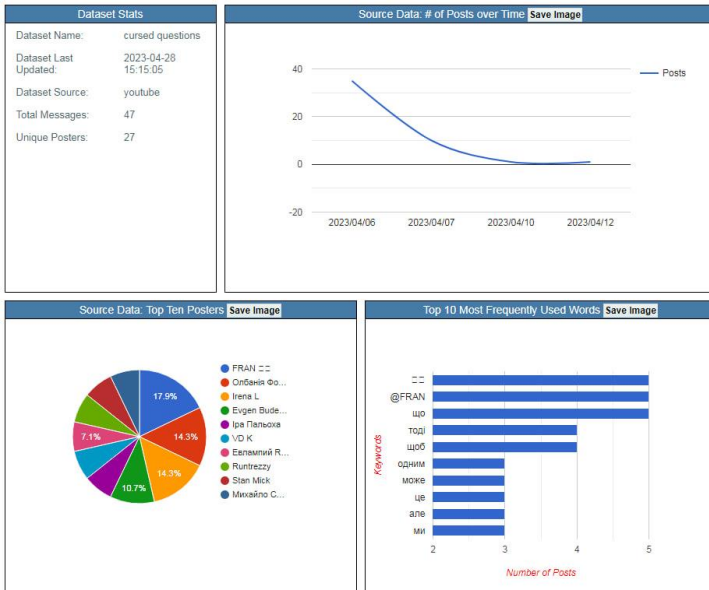 Dataset Stats
Dataset Name: cursed questions
Dataset Last Updated: 2023-04-28 15:15:05
Dataset Source: youtube
Total Messages: 47
Unique Posters: 27
Source Data: # of Posts over Time Save Image
40
20
0
-20
2023/04/06 2023/04/07 2023/04/10 2023/04/12
Posts
Source Data: Top Ten Posters Save Image
17.9%
14.3%
14.3%
10.7%
7.1%
FRAN
Олбанія Фо...
Irena L
Evgen Bude...
Іра Пальоха
VD K
Евлампий R...
Runtrezzy
Stan Mick
Михайло С...
Top 10 Most Frequently Used Words Save Image
Keywords
@FRAN
що
тоді
щоб
одним
може
це
але
ми
2 3 4 5
Number of Posts